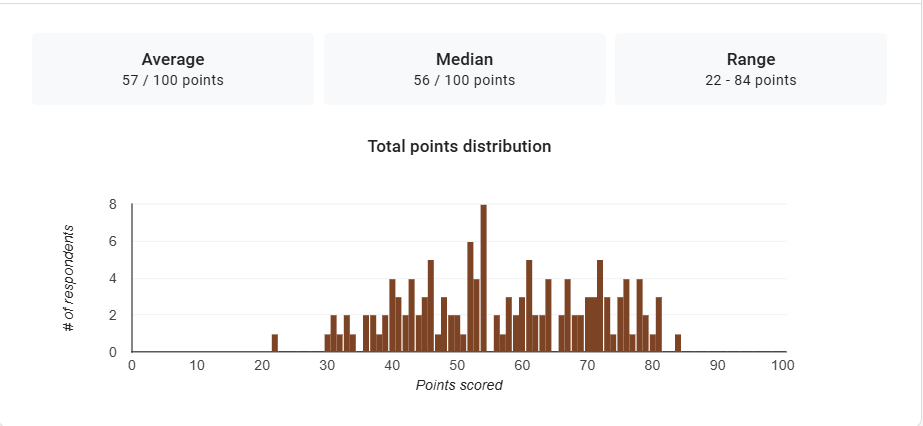 Average
57 / 100 points
Median
56 / 100 points
Range
22 - 84 points
Total points distribution
# of respondents
8
6
4
2
0
0 10 20 30 40 50 60 70 80 90 100
Points scored